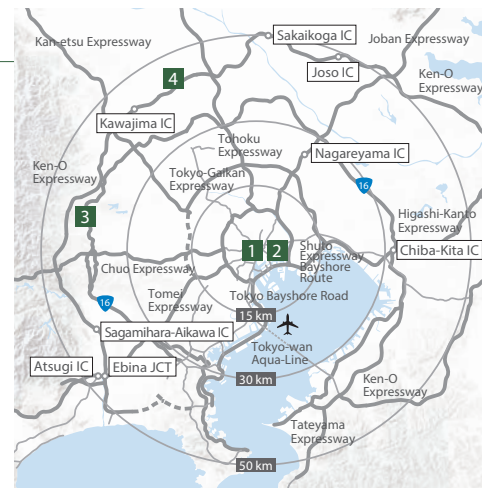 Sakaikoga IC
Kan-etsu Expressway
Joban Expressway
Joso IC
Ken-O
Expressway
4
Kawajima IC
Tohoku
Expressway
Nagareyama IC
Ken-O
Expressway
Tokyo-Gaikan
Expressway
16
3
Higashi-Kanto
Expressway
1
2
Shuto
Expressway
Bayshore
Route
Chiba-Kita IC
Chuo Expressway
Tomei
Expressway
Tokyo Bayshore Road
16
15 km
Sagamihara-Aikawa IC
Tokyo-wan
Aqua-Line
Atsugi IC
Ebina JCT
30 km
Ken-O
Expressway
Tateyama
Expressway
50 km